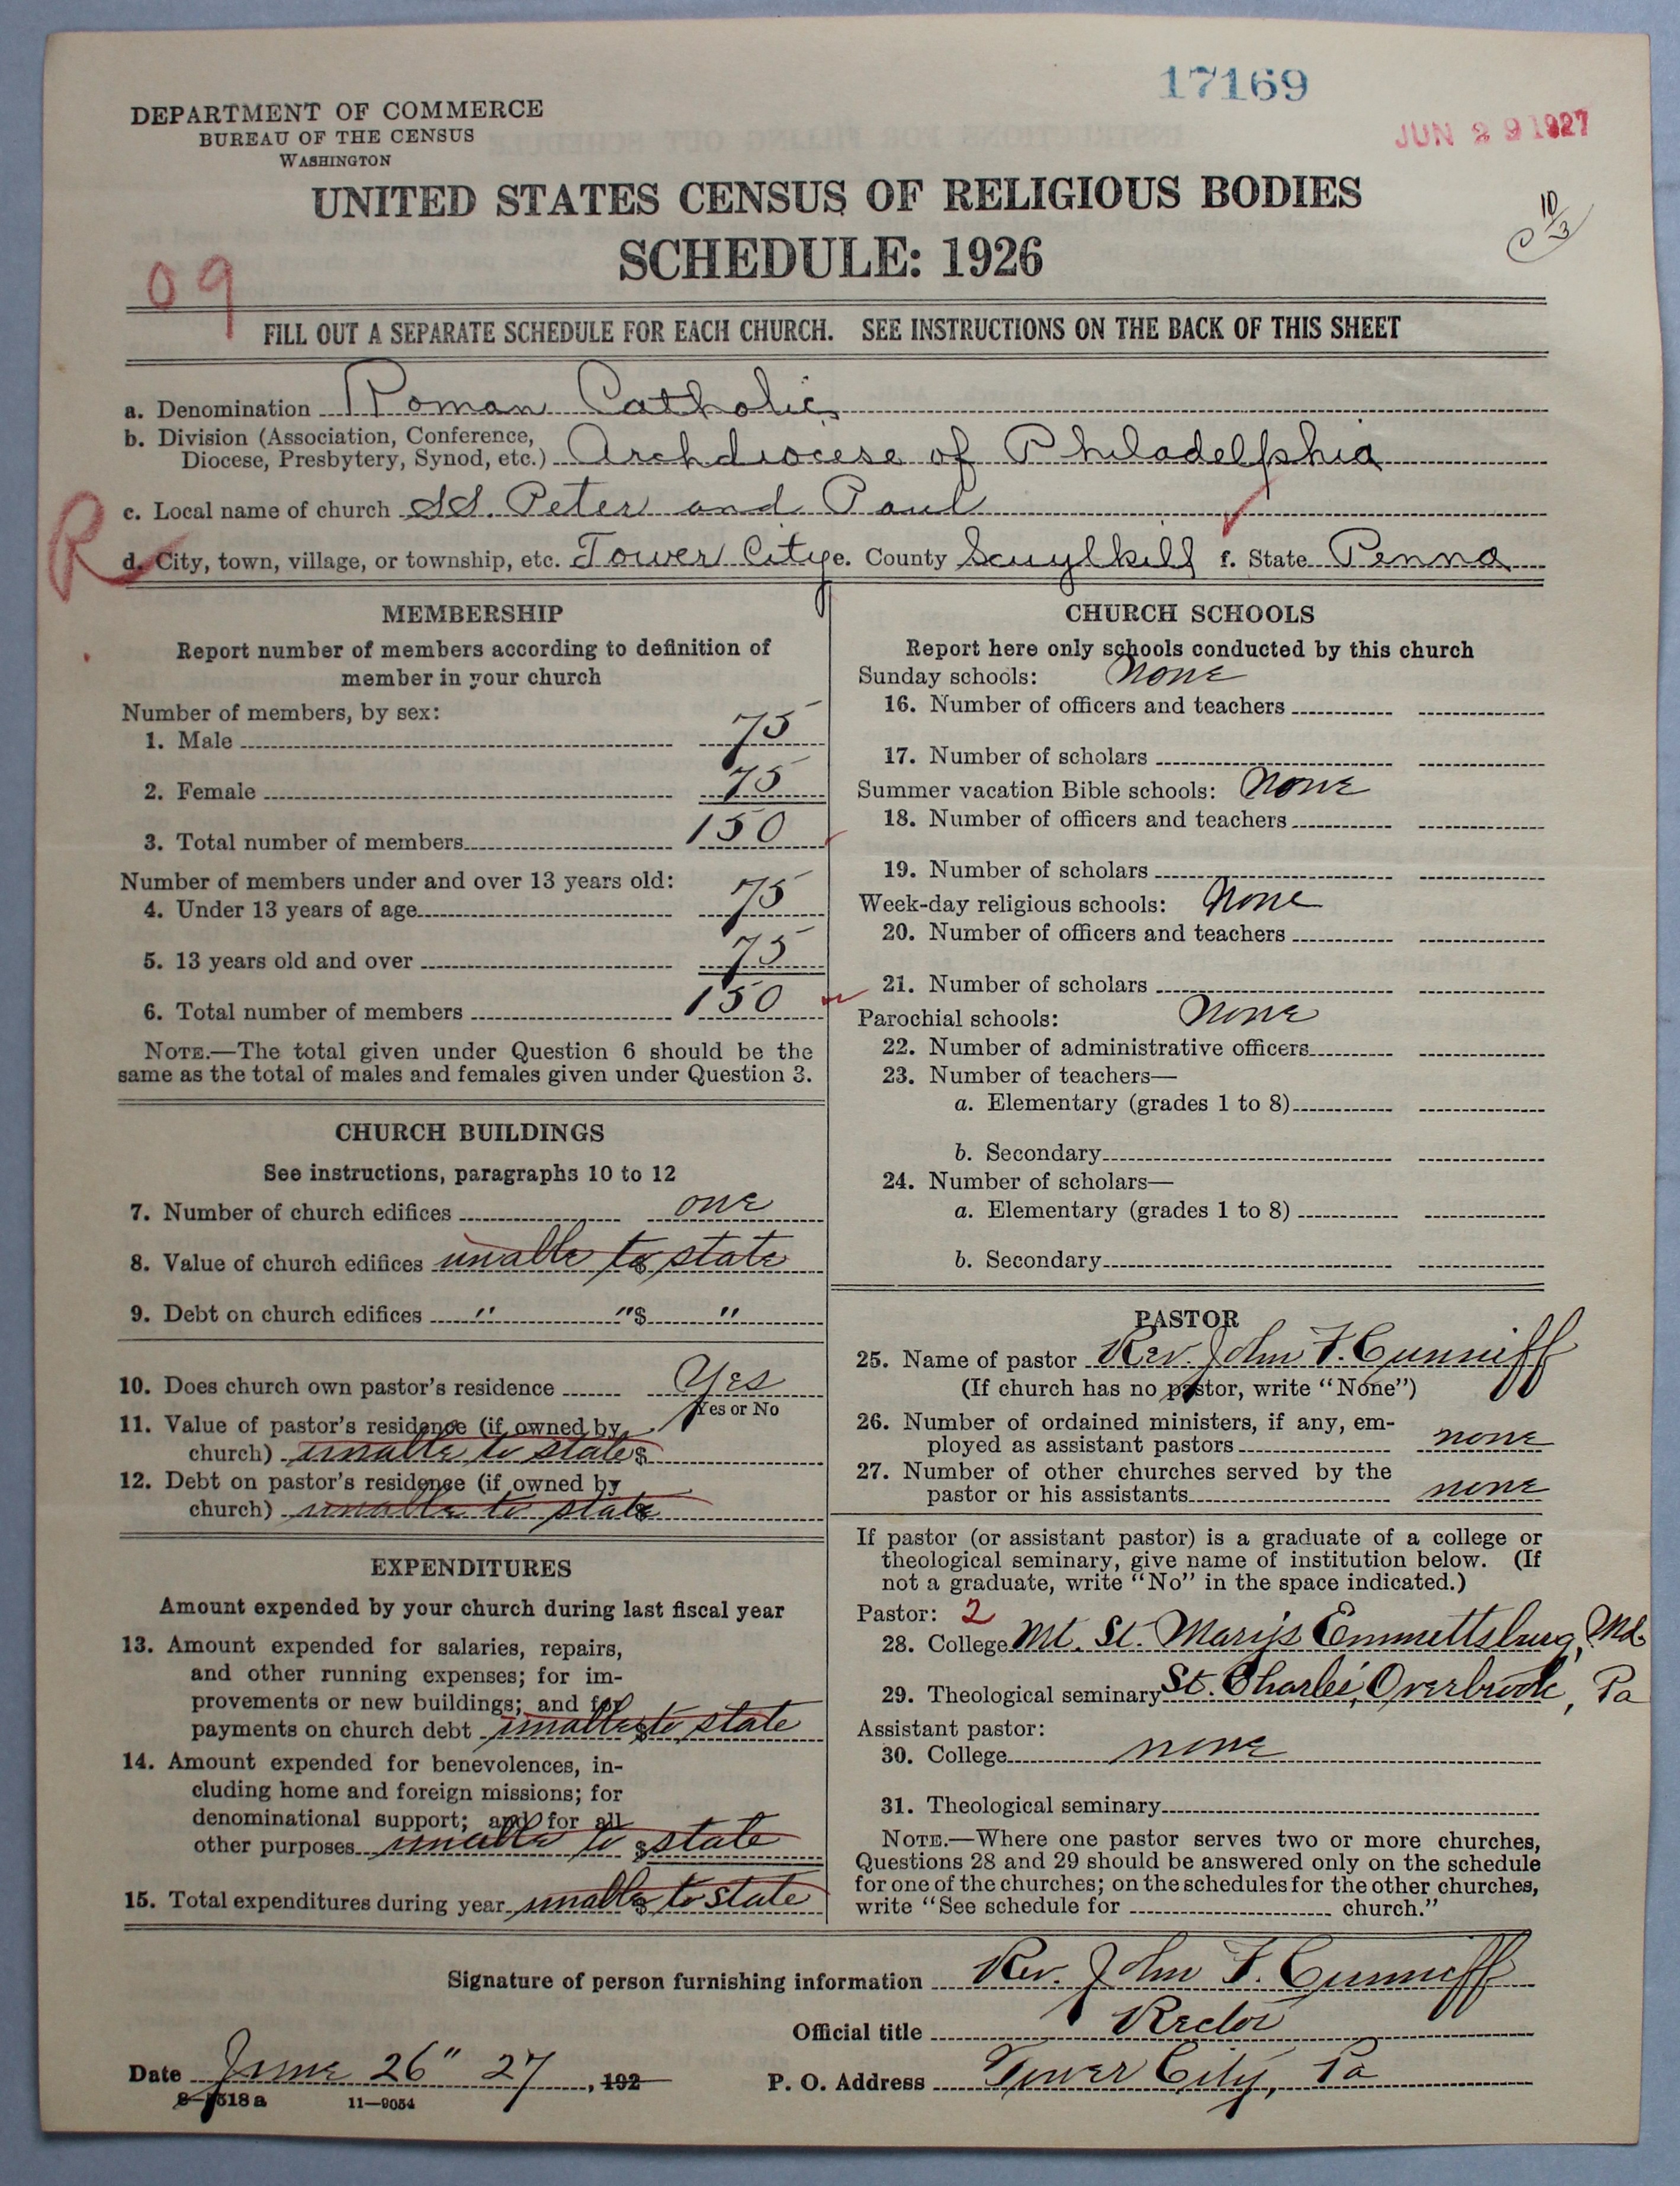 17169
JUN 29 1927
DEPARTMENT OF COMMERCE
BUREAU OF THE CENSUS
WASHINGTON
UNITED STATES CENSUS OF RELIGIOUS BODIES
SCHEDULE: 1926
10/3
09
FILL OUT A SEPARATE SCHEDULE FOR EACH CHURCH. SEE INSTRUCTIONS ON THE BACK OF THIS SHEET
a. Denomination Roman Catholic
b. Division (Association, Conference,
Diocese, Presbytery, Synod, etc.) Archdiocese of Philadelphia
c. Local name of church SS. Peter and Paul
R
d. City, town, village, or township, etc. Tower City e. County Scuylkill f. State Penna
MEMBERSHIP
Report number of members according to definition of
member in your church
Number of members, by sex:
1. Male 75
2. Female 75
3. Total number of members 150
Number of members under and over 13 years old:
4. Under 13 years of age 75
5. 13 years old and over 75
6. Total number of members 150
NOTE.—The total given under Question 6 should be the
same as the total of males and females given under Question 3.
CHURCH BUILDINGS
See instructions, paragraphs 10 to 12
7. Number of church edifices one
8. Value of church edifices unable to $ state
9. Debt on church edifices " " $ "
10. Does church own pastor's residence Yes
Yes or No
11. Value of pastor's residence (if owned by
church) unable to state $
12. Debt on pastor's residence (if owned by
church) unable to state $
EXPENDITURES
Amount expended by your church during last fiscal year
13. Amount expended for salaries, repairs,
and other running expenses; for im-
provements or new buildings; and for
payments on church debt unable $ to state
14. Amount expended for benevolences, in-
cluding home and foreign missions; for
denominational support; and for all
other purposes unable to $ state
15. Total expenditures during year unable $ to state
CHURCH SCHOOLS
Report here only schools conducted by this church
Sunday schools: None
16. Number of officers and teachers
17. Number of scholars
Summer vacation Bible schools: None
18. Number of officers and teachers
19. Number of scholars
Week-day religious schools: None
20. Number of officers and teachers
21. Number of scholars
Parochial schools: None
22. Number of administrative officers
23. Number of teachers—
a. Elementary (grades 1 to 8)
b. Secondary
24. Number of scholars—
a. Elementary (grades 1 to 8)
b. Secondary
PASTOR
25. Name of pastor Rev. John F. Cunniff
(If church has no pastor, write "None")
26. Number of ordained ministers, if any, em-
ployed as assistant pastors none
27. Number of other churches served by the
pastor or his assistants none
If pastor (or assistant pastor) is a graduate of a college or
theological seminary, give name of institution below. (If
not a graduate, write "No" in the space indicated.)
Pastor: 2
28. College Mt. St. Mary's Emmettsburg, Md.
29. Theological seminary St. Charles, Overbrook, Pa
Assistant pastor:
30. College none
31. Theological seminary
NOTE.—Where one pastor serves two or more churches,
Questions 28 and 29 should be answered only on the schedule
for one of the churches; on the schedules for the other churches,
write "See schedule for church."
Signature of person furnishing information Rev. John F. Cunniff
Official title Rector
Date June 26" 27, 192
P. O. Address Tower City, Pa
8—5518a 11—9054